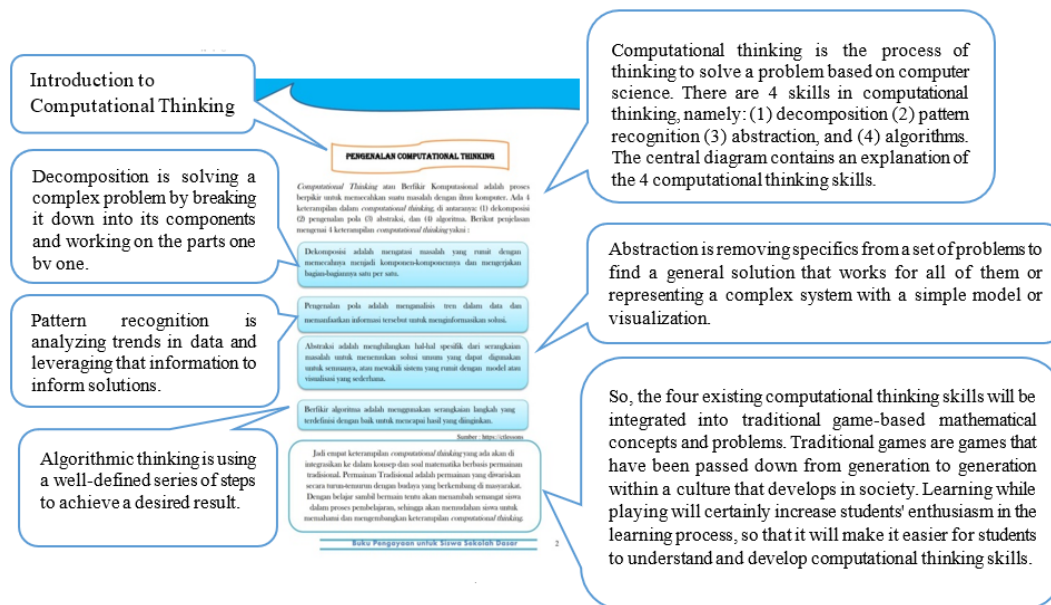 Introduction to
Computational Thinking
Decomposition is solving a
complex problem by breaking
it down into its components
and working on the parts one
by one.
Pattern recognition is
analyzing trends in data and
leveraging that information to
inform solutions.
Algorithmic thinking is using
a well-defined series of steps
to achieve a desired result.
PENGENALAN COMPUTATIONAL THINKING
Computational Thinking atau Berfikir Komputasional adalah proses
berpikir untuk memecahkan suatu masalah dengan ilmu komputer. Ada 4
keterampilan dalam computational thinking, di antaranya: (1) dekomposisi
(2) pengenalan pola (3) abstraksi, dan (4) algoritma. Berikut penjelasan
mengenai 4 keterampilan computational thinking yakni :
Dekomposisi adalah mengatasi masalah yang rumit dengan
memecahnya menjadi komponen-komponennya dan mengerjakan
bagian-bagiannya satu per satu.
Pengenalan pola adalah menganalisis tren dalam data dan
memanfaatkan informasi tersebut untuk menginformasikan solusi.
Abstraksi adalah menghilangkan hal-hal spesifik dari serangkaian
masalah untuk menemukan solusi umum yang dapat digunakan
untuk semuanya, atau mewakili sistem yang rumit dengan model atau
visualisasi yang sederhana.
Berfikir algoritma adalah menggunakan serangkaian langkah yang
terdefinisi dengan baik untuk mencapai hasil yang diinginkan.
Sumber : https://ctlessons
Jadi empat keterampilan computational thinking yang ada akan di
integrasikan ke dalam konsep dan soal matematika berbasis permainan
tradisional. Permainan Tradisional adalah permainan yang diwariskan
secara turun-temurun dengan budaya yang berkembang di masyarakat.
Dengan belajar sambil bermain tentu akan menambah semangat siswa
dalam proses pembelajaran, sehingga akan memudahkan siswa untuk
memahami dan mengembangkan keterampilan computational thinking.
Buku Pengayaan untuk Siswa Sekolah Dasar 2
Computational thinking is the process of
thinking to solve a problem based on computer
science. There are 4 skills in computational
thinking, namely: (1) decomposition (2) pattern
recognition (3) abstraction, and (4) algorithms.
The central diagram contains an explanation of
the 4 computational thinking skills.
Abstraction is removing specifics from a set of problems to
find a general solution that works for all of them or
representing a complex system with a simple model or
visualization.
So, the four existing computational thinking skills will be
integrated into traditional game-based mathematical
concepts and problems. Traditional games are games that
have been passed down from generation to generation
within a culture that develops in society. Learning while
playing will certainly increase students' enthusiasm in the
learning process, so that it will make it easier for students
to understand and develop computational thinking skills.